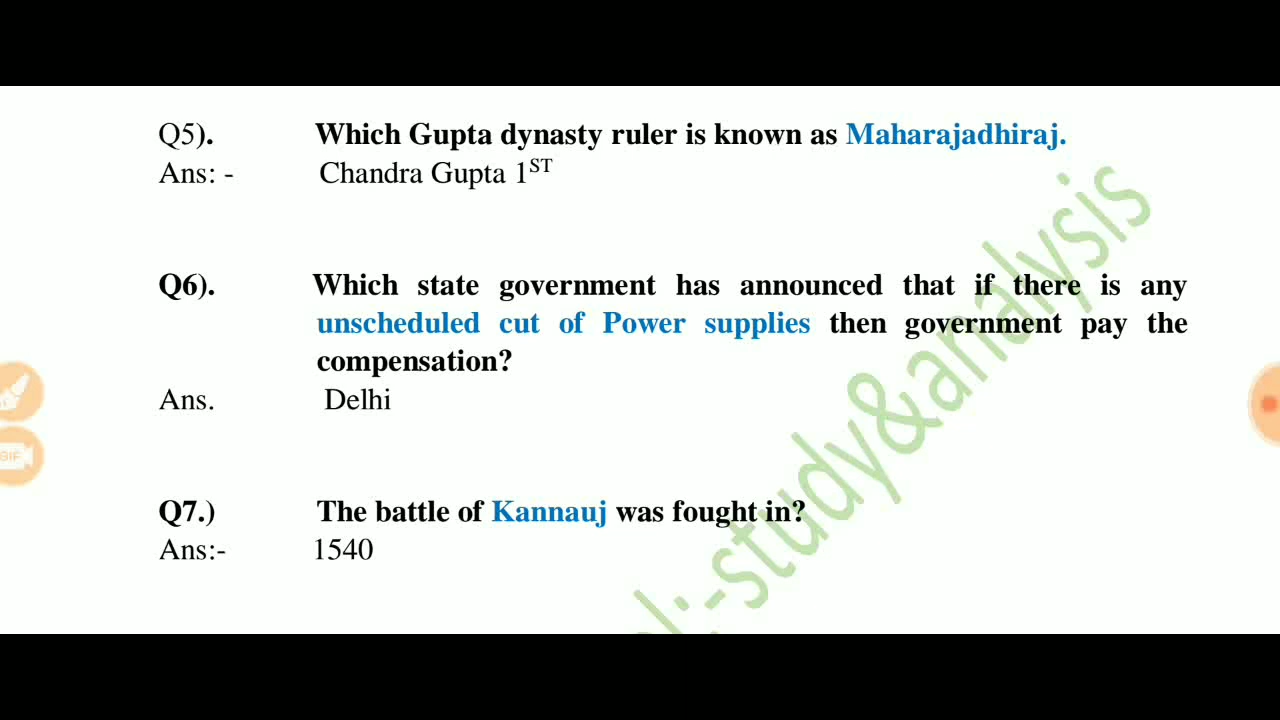 Q5). Which Gupta dynasty ruler is known as Maharajadhiraj.
Ans: - Chandra Gupta 1ST
Q6). Which state government has announced that if there is any
unscheduled cut of Power supplies then government pay the
compensation?
Ans. Delhi
Q7.) The battle of Kannauj was fought in?
Ans:- 1540
:-study&analysis
GIF